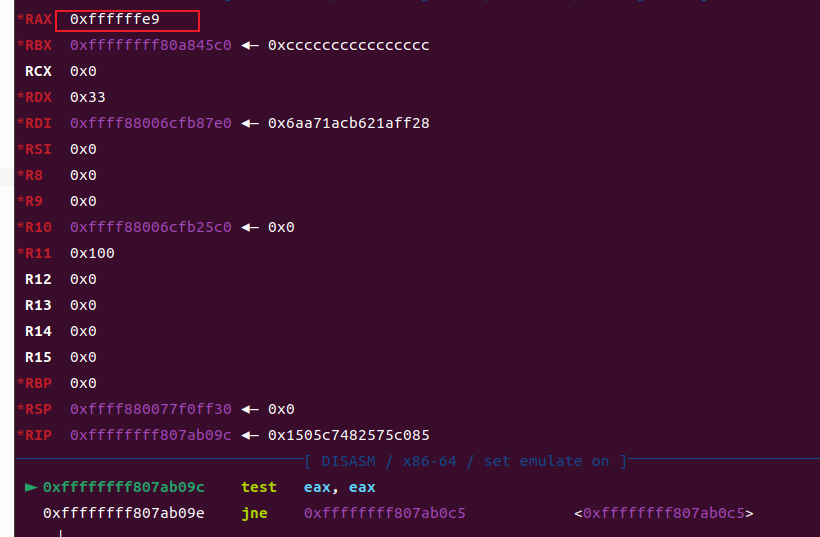 *RAX 0xffffffe9
*RBX 0xffffffff80a845c0 ◂— 0xcccccccccccccccc
RCX 0x0
*RDX 0x33
*RDI 0xffff88006cfb87e0 ◂— 0x6aa71acb621aff28
*RSI 0x0
*R8 0x0
*R9 0x0
*R10 0xffff88006cfb25c0 ◂— 0x0
*R11 0x100
R12 0x0
R13 0x0
R14 0x0
R15 0x0
*RBP 0x0
*RSP 0xffff880077f0ff30 ◂— 0x0
*RIP 0xffffffff807ab09c ◂— 0x1505c7482575c085
[ DISASM / x86-64 / set emulate on ]
► 0xffffffff807ab09c test eax, eax
0xffffffff807ab09e jne 0xffffffff807ab0c5 <0xffffffff807ab0c5>